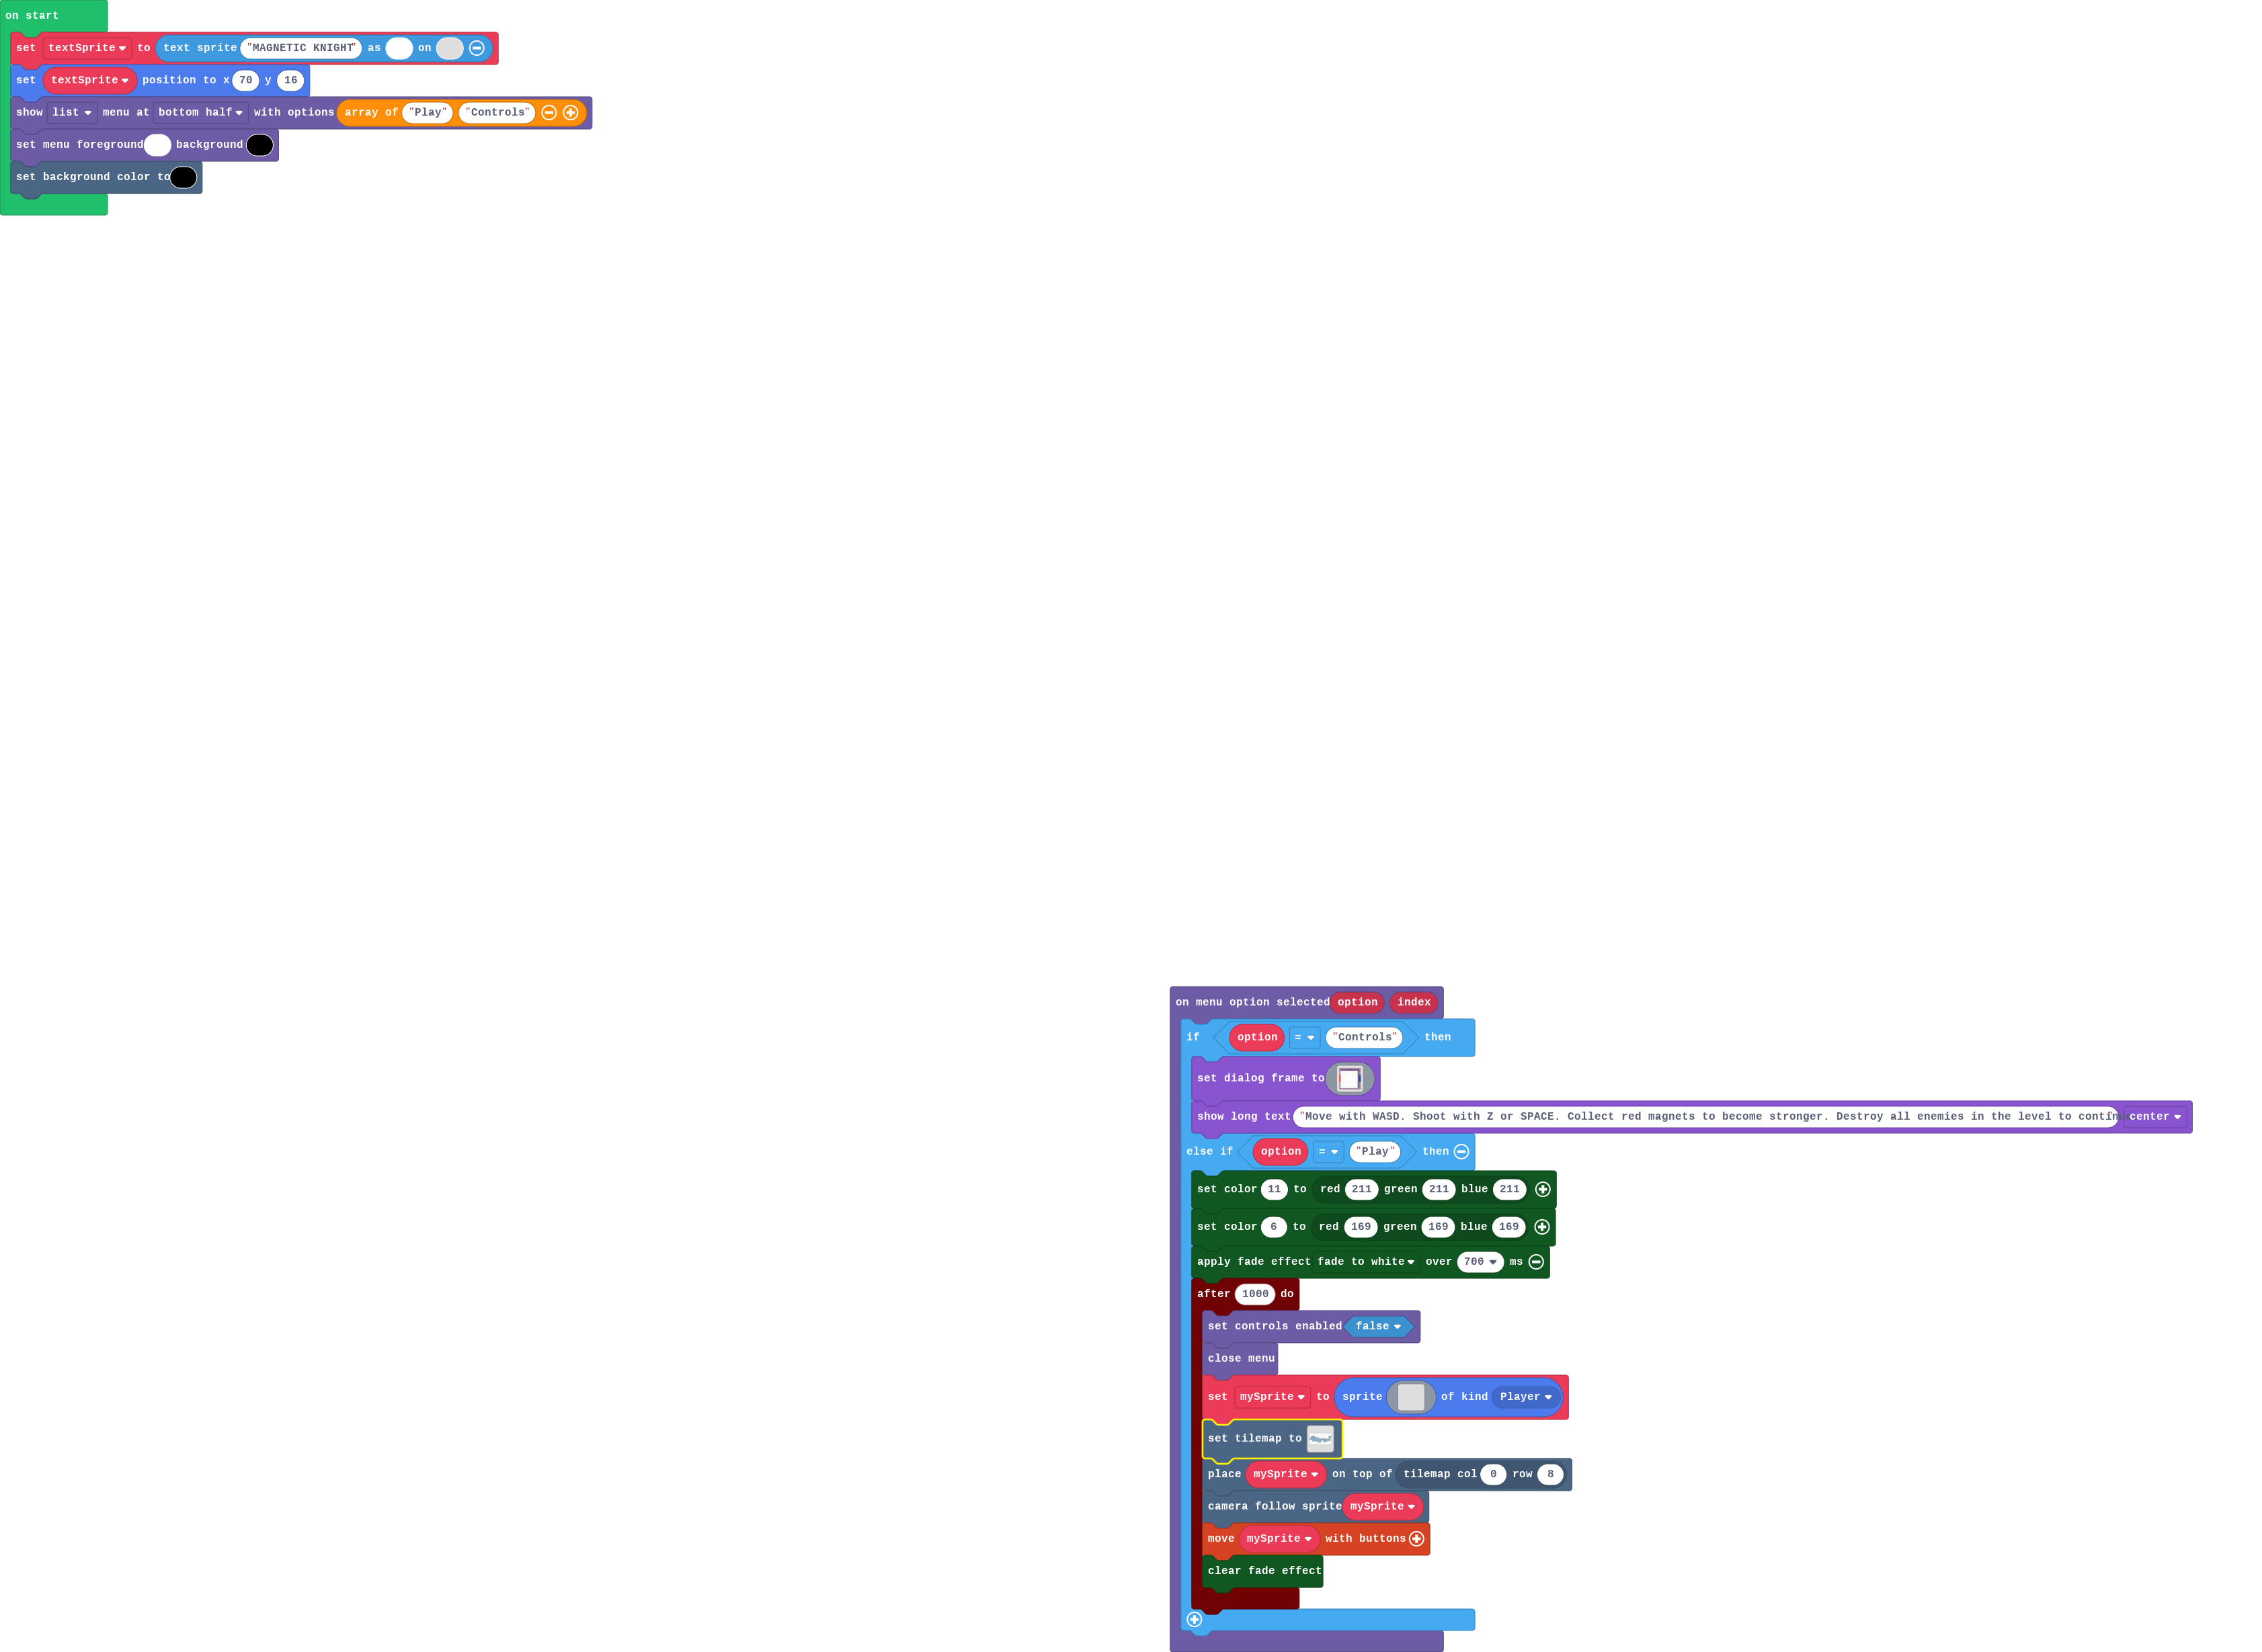 on start
set textSprite to text sprite "MAGNETIC KNIGHT" as on
set textSprite position to x 70 y 16
show list menu at bottom half with options array of "Play" "Controls"
set menu foreground background
set background color to
on menu option selected option index
if option = "Controls" then
set dialog frame to
show long text "Move with WASD. Shoot with Z or SPACE. Collect red magnets to become stronger. Destroy all enemies in the level to center
else if option = "Play" then
set color 11 to red 211 green 211 blue 211
set color 6 to red 169 green 169 blue 169
apply fade effect fade to white over 700 ms
after 1000 do
set controls enabled false
close menu
set mySprite to sprite of kind Player
set tilemap to
place mySprite on top of tilemap col 0 row 8
camera follow sprite mySprite
move mySprite with buttons
clear fade effect